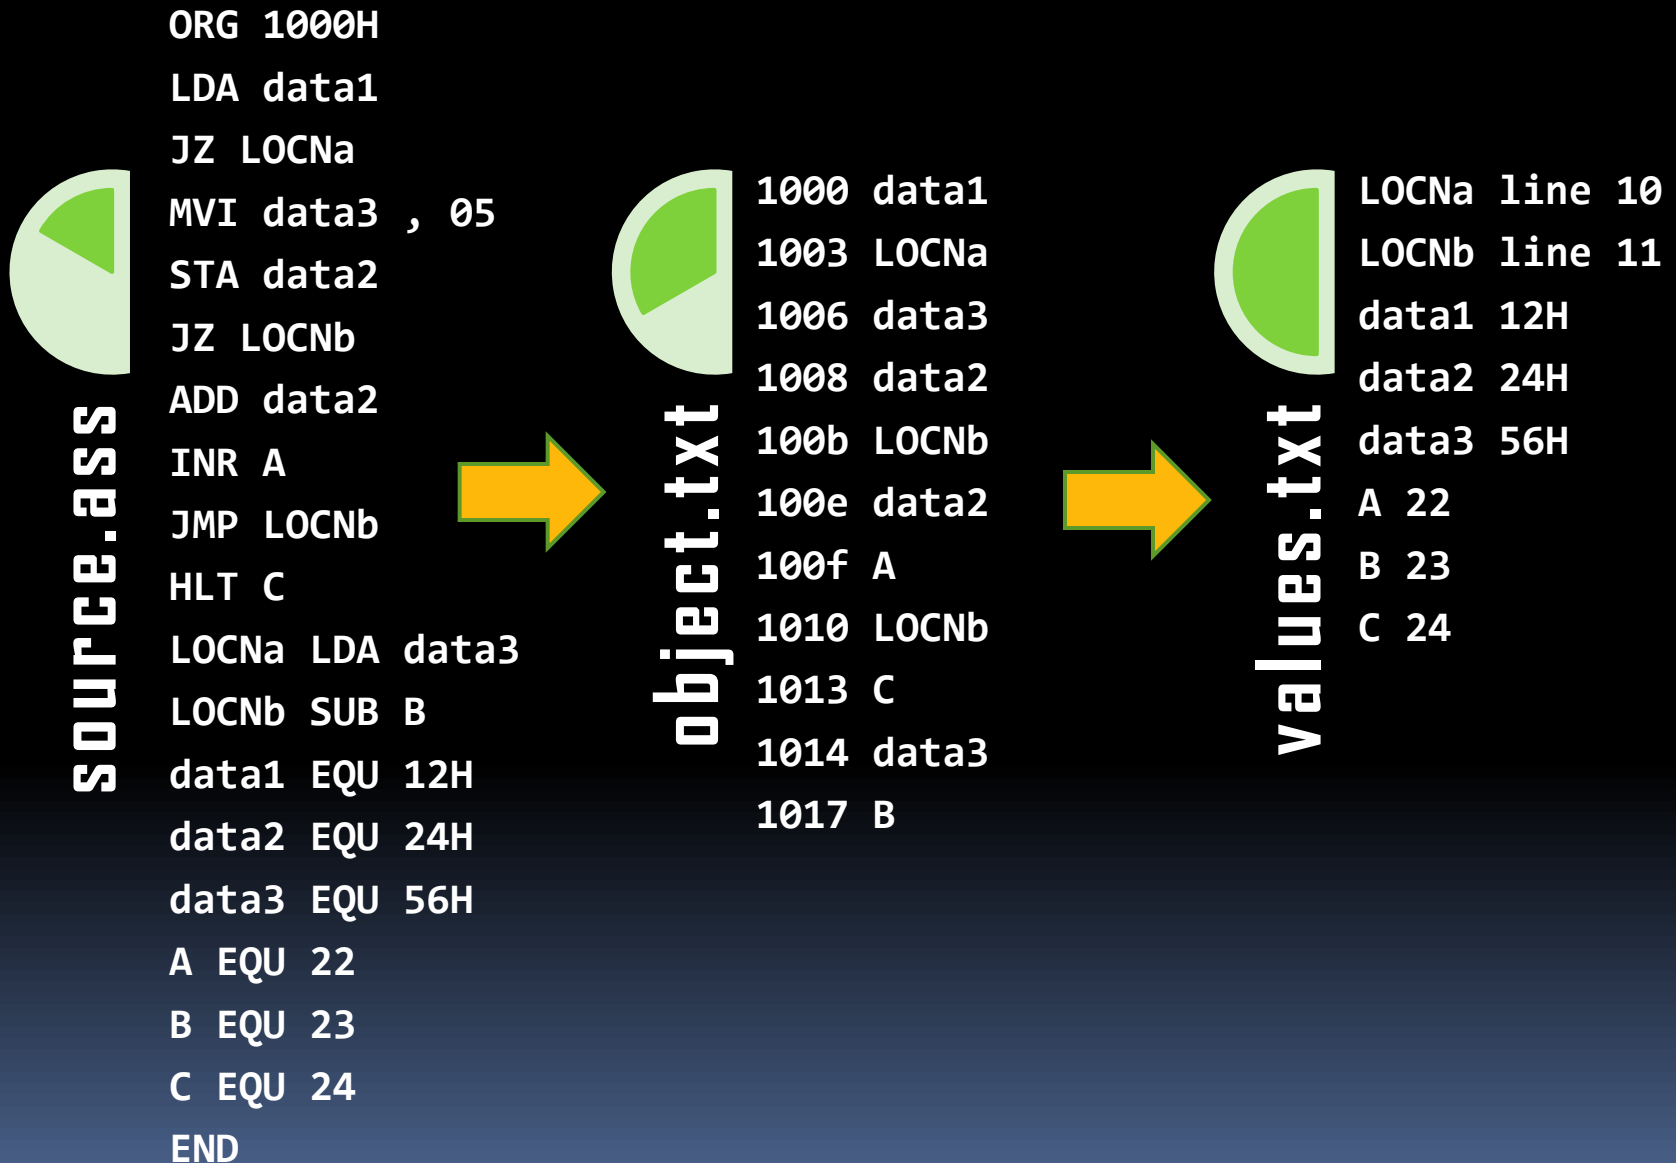 source.ass
ORG 1000H
LDA data1
JZ LOCNa
MVI data3 , 05
STA data2
JZ LOCNb
ADD data2
INR A
JMP LOCNb
HLT C
LOCNa LDA data3
LOCNb SUB B
data1 EQU 12H
data2 EQU 24H
data3 EQU 56H
A EQU 22
B EQU 23
C EQU 24
END
object.txt
1000 data1
1003 LOCNa
1006 data3
1008 data2
100b LOCNb
100e data2
100f A
1010 LOCNb
1013 C
1014 data3
1017 B
values.txt
LOCNa line 10
LOCNb line 11
data1 12H
data2 24H
data3 56H
A 22
B 23
C 24